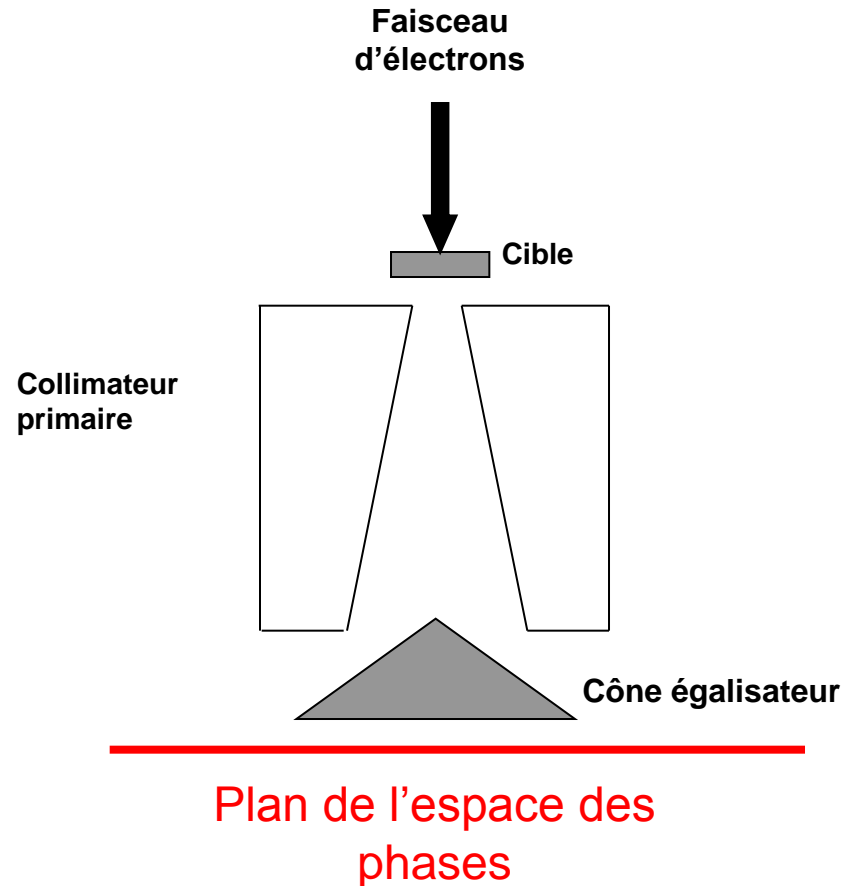 Faisceau
d’électrons
Cible
Collimateur
primaire
Cône égalisateur
Plan de l’espace des
phases